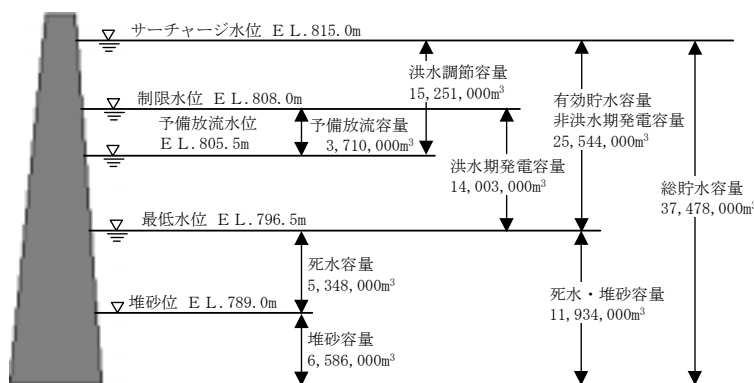 サーチャージ水位 EL.815.0m
洪水調節容量
15,251,000m³
制限水位 EL.808.0m
有効貯水容量
非洪水期発電容量
25,544,000m³
予備放流水位
EL.805.5m
予備放流容量
3,710,000m³
洪水期発電容量
14,003,000m³
総貯水容量
37,478,000m³
最低水位 EL.796.5m
死水容量
5,348,000m³
死水・堆砂容量
11,934,000m³
堆砂位 EL.789.0m
堆砂容量
6,586,000m³